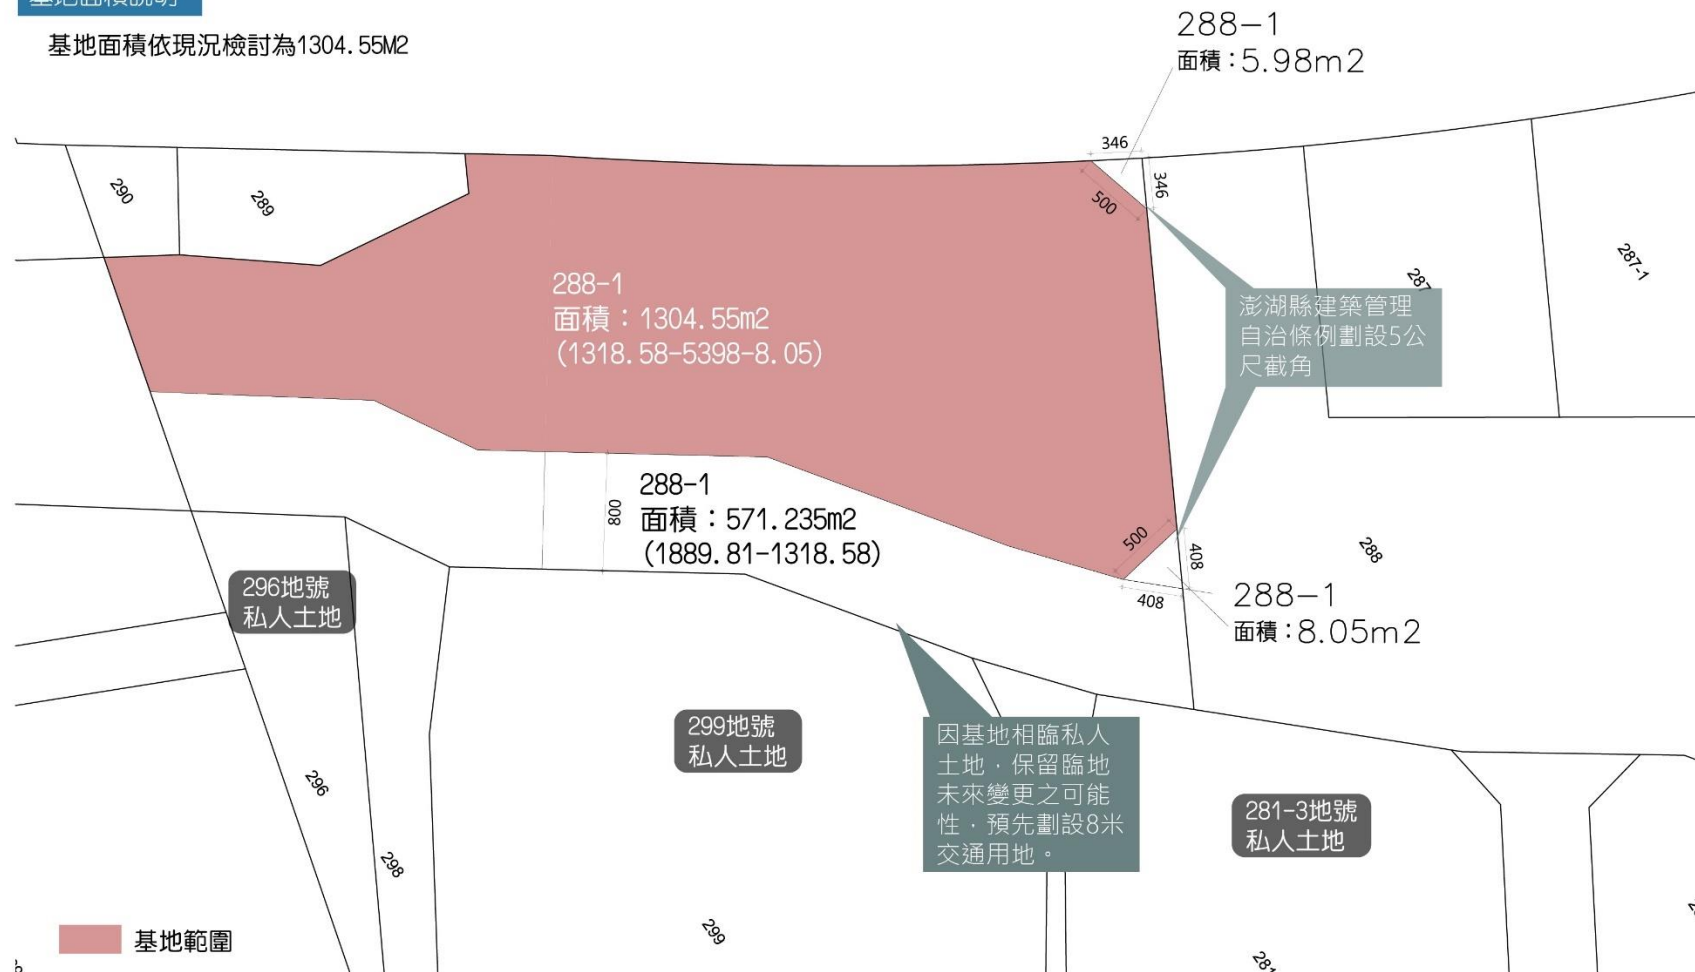 基地面積說明
基地面積依現況檢討為1304.55M2
288-1
面積：5.98m2
346
346
500
290
289
287
287-1
288-1
面積：1304.55m2
(1318.58-5398-8.05)
澎湖縣建築管理
自治條例劃設5公
尺截角
800
288-1
面積：571.235m2
(1889.81-1318.58)
500
408
408
288
288-1
面積：8.05m2
296地號
私人土地
299地號
私人土地
因基地相臨私人
土地．保留臨地
未來變更之可能
性．預先劃設8米
交通用地。
281-3地號
私人土地
296
298
299
基地範圍